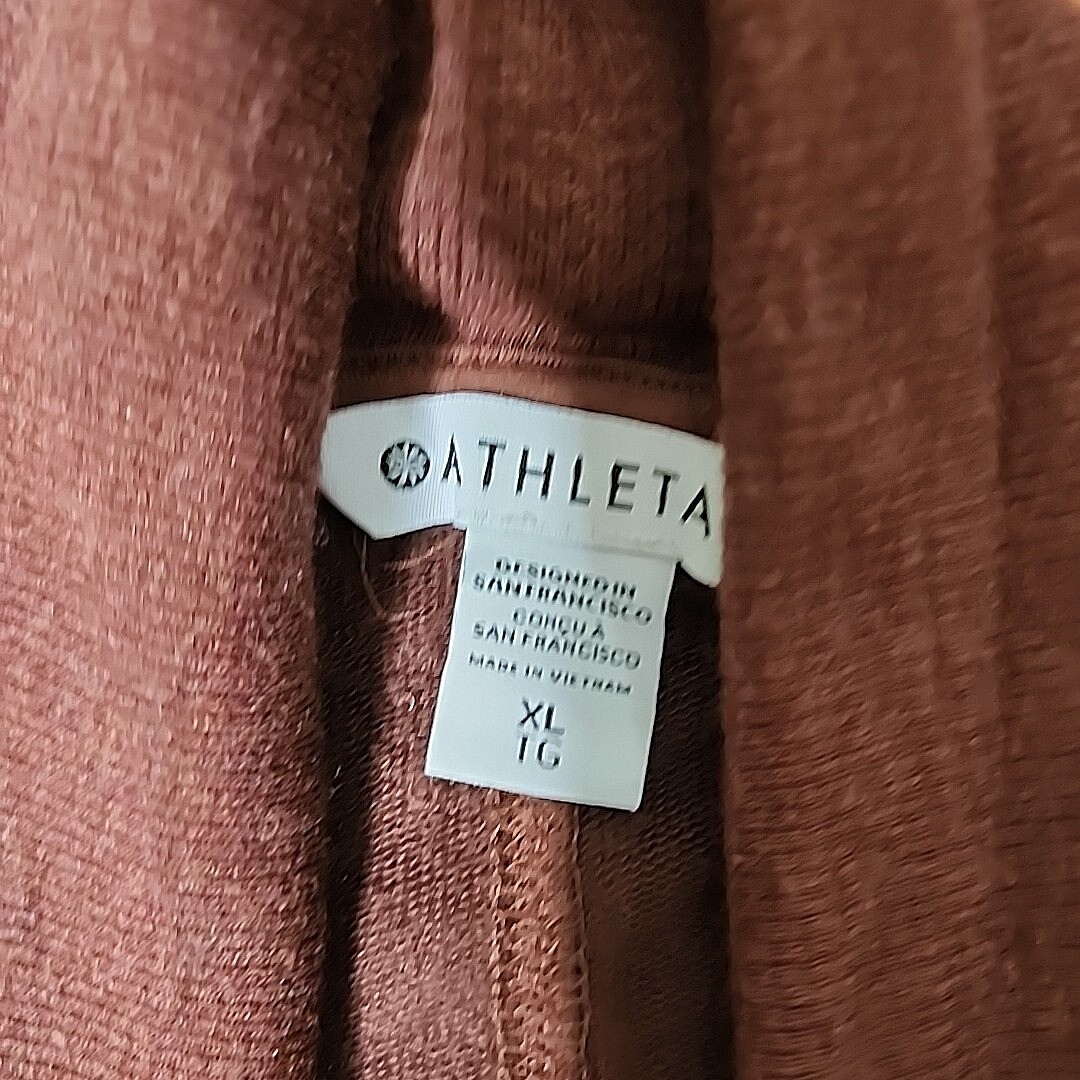 ATHLETA
DESIGNED IN
SAN FRANCISCO
CONÇU À
SAN FRANCISCO
MADE IN VIETNAM
XL
TG